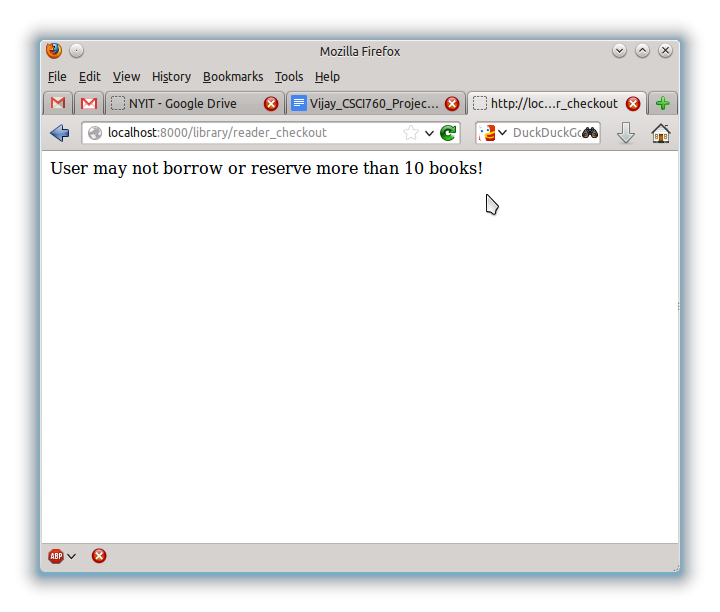 Mozilla Firefox
File Edit View History Bookmarks Tools Help
NYIT - Google Drive Vijay_CSCI760_Projec... http://loc...r_checkout
localhost:8000/library/reader_checkout DuckDuckGo
User may not borrow or reserve more than 10 books!
ABP